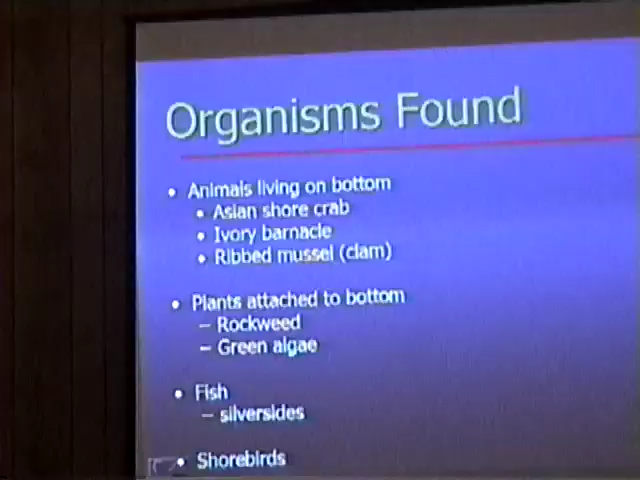 Organisms Found
• Animals living on bottom
• Asian shore crab
• Ivory barnacle
• Ribbed mussel (clam)
• Plants attached to bottom
– Rockweed
– Green algae
• Fish
– silversides
• Shorebirds